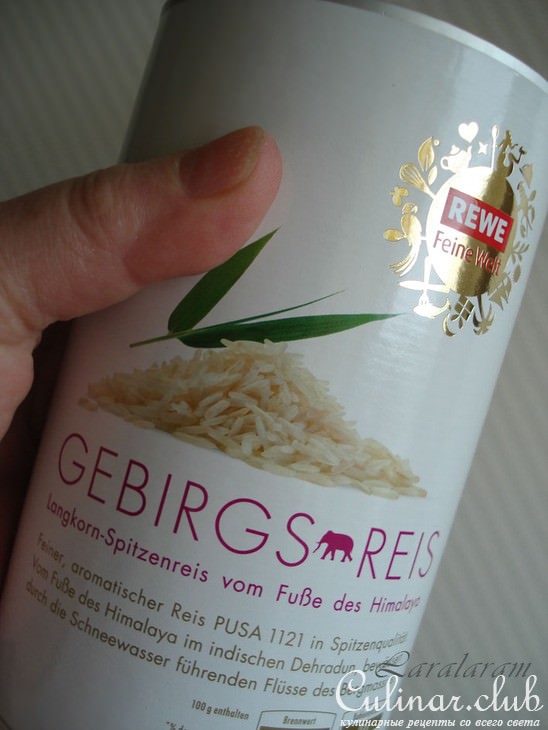 REWE
Feine Welt
GEBIRGS REIS
Langkorn-Spitzenreis vom Fuße des Himalaya
Feiner, aromatischer Reis PUSA 1121 in Spitzenqualität.
Vom Fuße des Himalaya im indischen Dehradun,
durch die Schneewasser führenden Flüsse des
100 g enthalten
Brennwert
Laralaram
Culinar.club
кулинарные рецепты со всего света